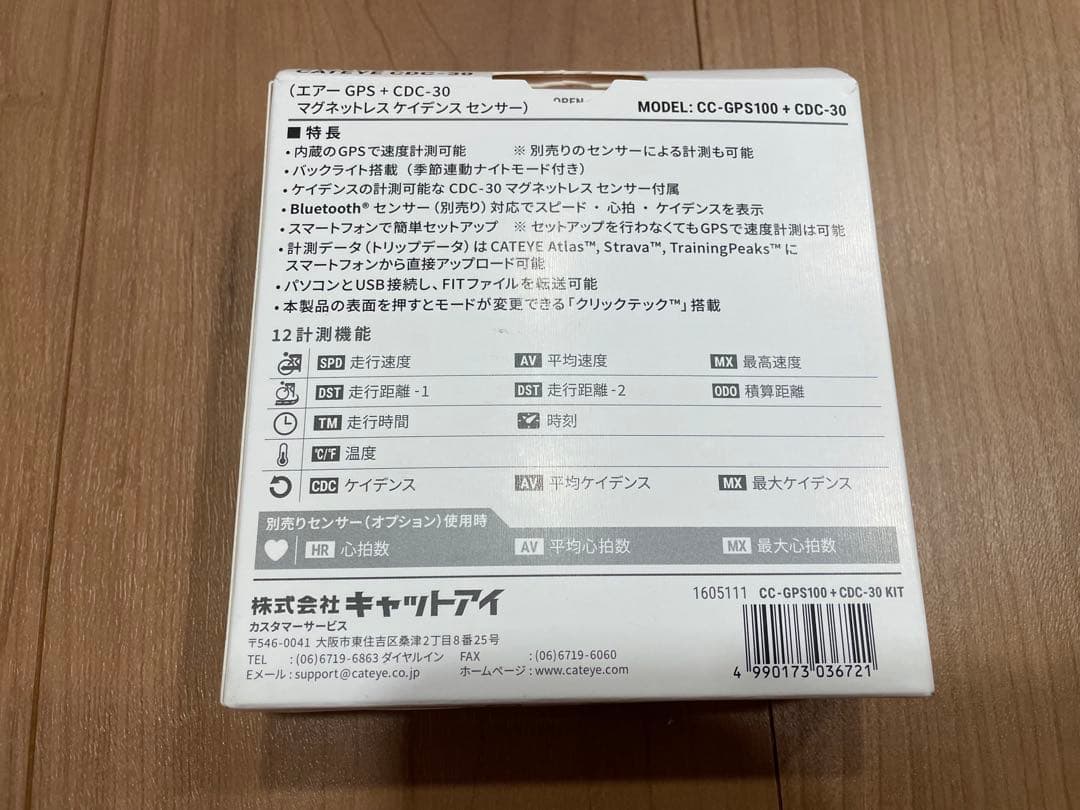 CATEYE CDC-30
(エアー GPS + CDC-30
マグネットレス ケイデンス センサー)
OPEN
MODEL: CC-GPS100 + CDC-30
■ 特長
・内蔵のGPSで速度計測可能 ※ 別売りのセンサーによる計測も可能
・バックライト搭載 (季節連動ナイトモード付き)
・ケイデンスの計測可能な CDC-30 マグネットレス センサー付属
・Bluetooth® センサー (別売り) 対応でスピード・心拍・ケイデンスを表示
・スマートフォンで簡単セットアップ ※ セットアップを行わなくてもGPSで速度計測は可能
・計測データ (トリップデータ) は CATEYE Atlas™, Strava™, TrainingPeaks™ に
スマートフォンから直接アップロード可能
・パソコンとUSB接続し、FITファイルを転送可能
・本製品の表面を押すとモードが変更できる「クリックテック™」搭載
12計測機能
SPD 走行速度 AV 平均速度 MX 最高速度
DST 走行距離-1 DST 走行距離-2 ODO 積算距離
TM 走行時間 時刻
℃/℉ 温度
CDC ケイデンス AV 平均ケイデンス MX 最大ケイデンス
別売りセンサー(オプション)使用時
HR 心拍数 AV 平均心拍数 MX 最大心拍数
株式会社 キャットアイ
カスタマーサービス
〒546-0041 大阪市東住吉区桑津2丁目8番25号
TEL :(06)6719-6863 ダイヤルイン FAX :(06)6719-6060
Eメール : support@cateye.co.jp ホームページ : www.cateye.com
1605111 CC-GPS100 + CDC-30 KIT
4 990173 036721